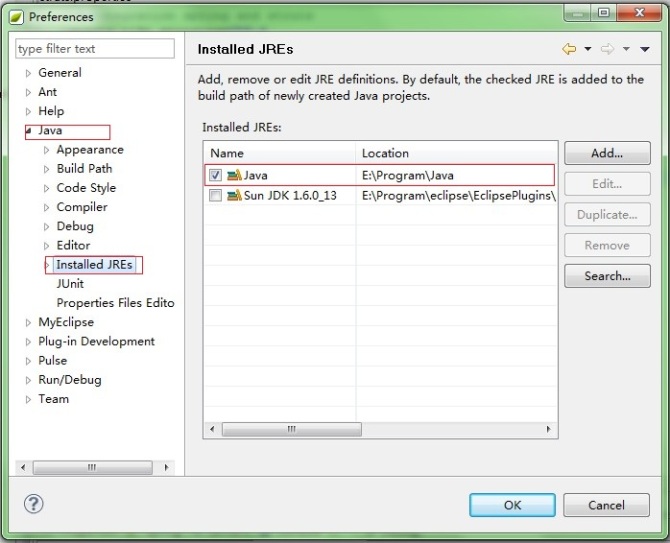 Preferences
type filter text
General
Ant
Help
Java
Appearance
Build Path
Code Style
Compiler
Debug
Editor
Installed JREs
JUnit
Properties Files Edito
MyEclipse
Plug-in Development
Pulse
Run/Debug
Team
Installed JREs
Add, remove or edit JRE definitions. By default, the checked JRE is added to the
build path of newly created Java projects.
Installed JREs:
Name Location
Java E:\Program\Java
Sun JDK 1.6.0_13 E:\Program\eclipse\EclipsePlugins\
Add...
Edit...
Duplicate...
Remove
Search...
OK Cancel